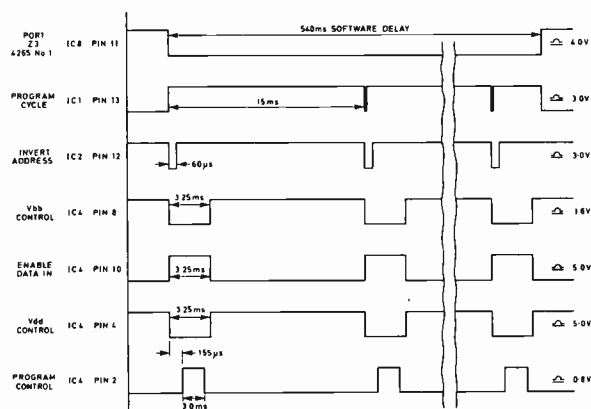 PORT
Z3
4265 No 1
IC8 PIN 11
540ms SOFTWARE DELAY
4.0V
PROGRAM
CYCLE
IC1 PIN 13
15ms
3.0V
INVERT
ADDRESS
IC2 PIN 12
60µs
3.0V
Vbb
CONTROL
IC4 PIN 8
3.25ms
1.6V
ENABLE
DATA IN
IC4 PIN 10
3.25ms
5.0V
Vdd
CONTROL
IC4 PIN 4
3.25ms
5.0V
155µs
PROGRAM
CONTROL
IC4 PIN 2
3.0ms
0.8V